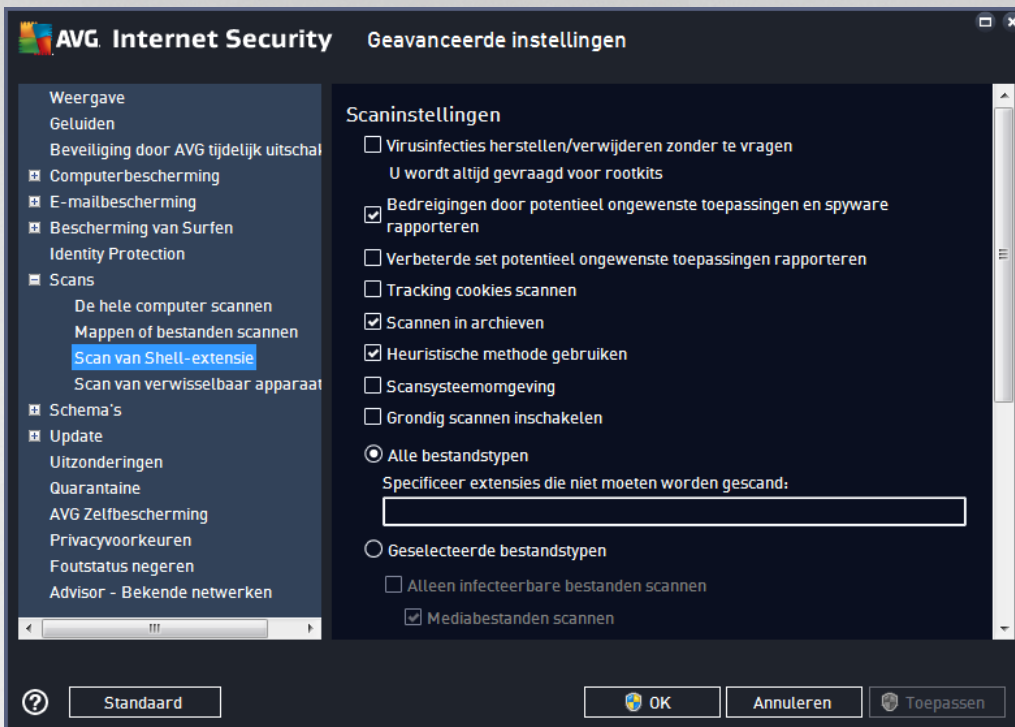 AVG. Internet Security
Geavanceerde instellingen
Weergave
Geluiden
Beveiliging door AVG tijdelijk uitschak
Computerbescherming
E-mailbescherming
Bescherming van Surfen
Identity Protection
Scans
De hele computer scannen
Mappen of bestanden scannen
Scan van Shell-extensie
Scan van verwisselbaar apparaat
Schema's
Update
Uitzonderingen
Quarantaine
AVG Zelfbescherming
Privacyvoorkeuren
Foutstatus negeren
Advisor - Bekende netwerken
Scaninstellingen
Virusinfecties herstellen/verwijderen zonder te vragen
U wordt altijd gevraagd voor rootkits
Bedreigingen door potentieel ongewenste toepassingen en spyware
rapporteren
Verbeterde set potentieel ongewenste toepassingen rapporteren
Tracking cookies scannen
Scannen in archieven
Heuristische methode gebruiken
Scansysteemomgeving
Grondig scannen inschakelen
Alle bestandstypen
Specificeer extensies die niet moeten worden gescand:
Geselecteerde bestandstypen
Alleen infecteerbare bestanden scannen
Mediabestanden scannen
Standaard
OK
Annuleren
Toepassen